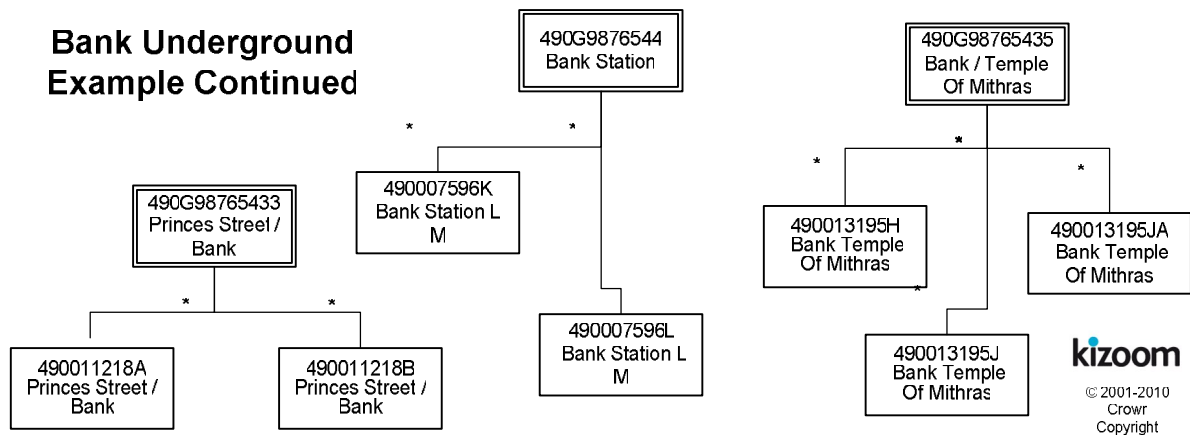 Bank Underground
Example Continued
490G9876544
Bank Station
490G98765435
Bank / Temple
Of Mithras
*
*
*
*
*
490007596K
Bank Station L
M
490G98765433
Princes Street /
Bank
490013195H
Bank Temple
Of Mithras
490013195JA
Bank Temple
Of Mithras
*
*
*
490007596L
Bank Station L
M
490011218A
Princes Street /
Bank
490011218B
Princes Street /
Bank
490013195J
Bank Temple
Of Mithras
kizoom
© 2001-2010
Crowr
Copyright